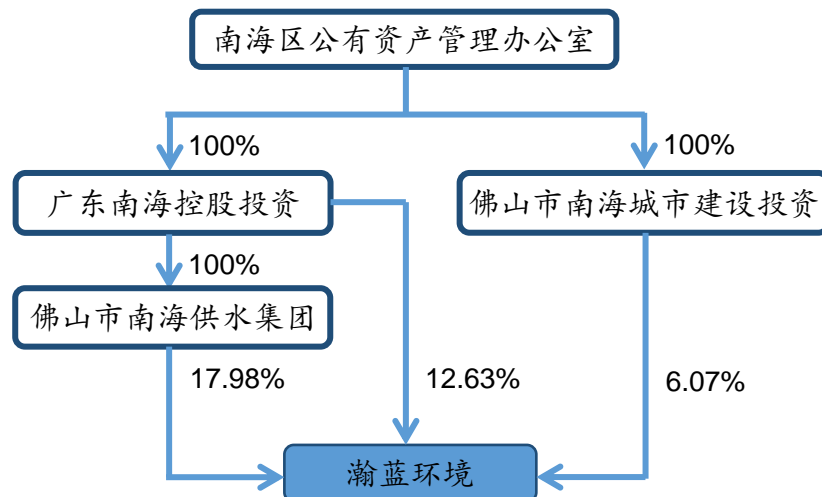 南海区公有资产管理办公室
100%
100%
广东南海控股投资
佛山市南海城市建设投资
100%
佛山市南海供水集团
17.98%
12.63%
6.07%
瀚蓝环境